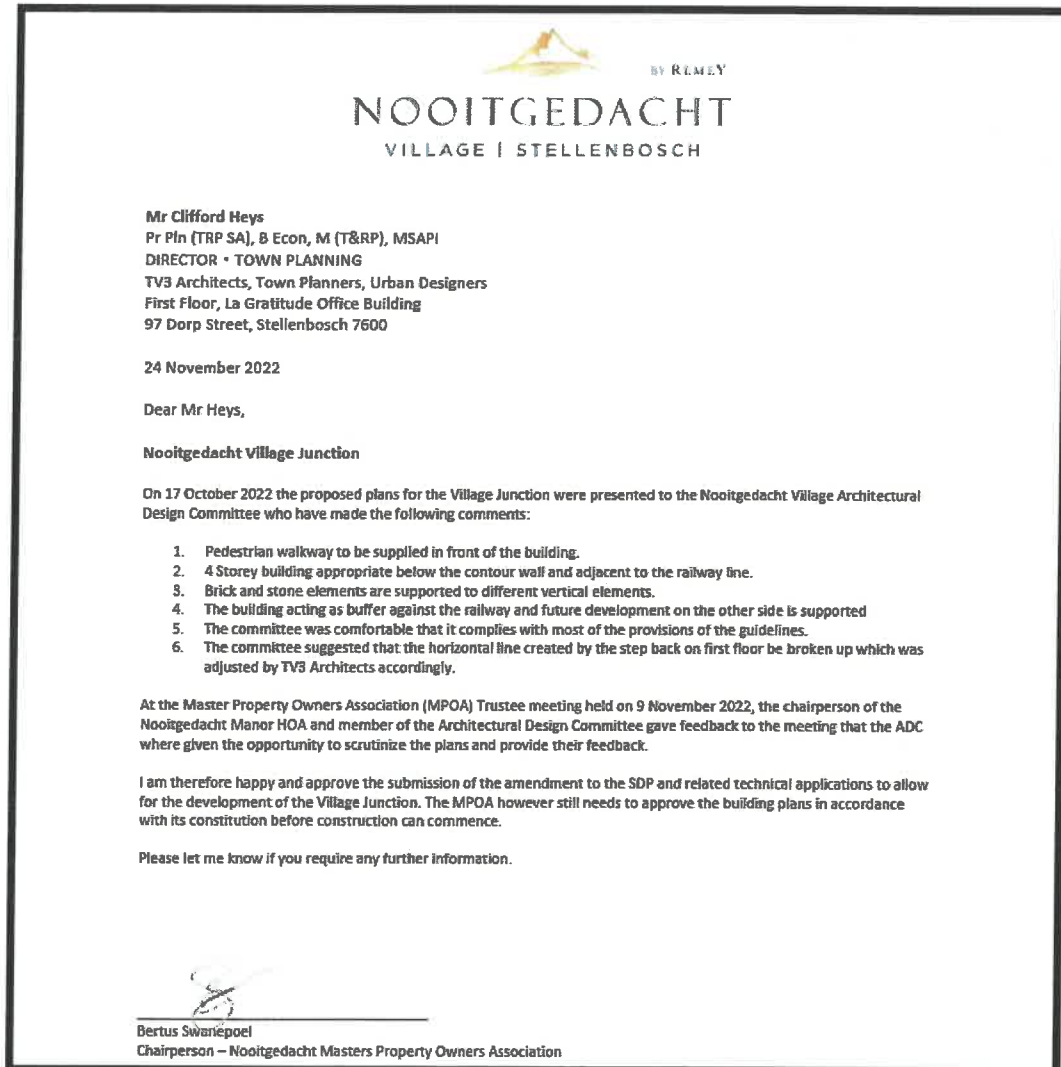 BY REMEY
NOOITGEDACHT
VILLAGE | STELLENBOSCH
Mr Clifford Heys
Pr Pln (TRP SA), B Econ, M (T&RP), MSAPI
DIRECTOR • TOWN PLANNING
TV3 Architects, Town Planners, Urban Designers
First Floor, La Gratitude Office Building
97 Dorp Street, Stellenbosch 7600
24 November 2022
Dear Mr Heys,
Nooitgedacht Village Junction
On 17 October 2022 the proposed plans for the Village Junction were presented to the Nooitgedacht Village Architectural
Design Committee who have made the following comments:
1. Pedestrian walkway to be supplied in front of the building.
2. 4 Storey building appropriate below the contour wall and adjacent to the railway line.
3. Brick and stone elements are supported to different vertical elements.
4. The building acting as buffer against the railway and future development on the other side is supported
5. The committee was comfortable that it complies with most of the provisions of the guidelines.
6. The committee suggested that the horizontal line created by the step back on first floor be broken up which was
adjusted by TV3 Architects accordingly.
At the Master Property Owners Association (MPOA) Trustee meeting held on 9 November 2022, the chairperson of the
Nooitgedacht Manor HOA and member of the Architectural Design Committee gave feedback to the meeting that the ADC
where given the opportunity to scrutinize the plans and provide their feedback.
I am therefore happy and approve the submission of the amendment to the SDP and related technical applications to allow
for the development of the Village Junction. The MPOA however still needs to approve the building plans in accordance
with its constitution before construction can commence.
Please let me know if you require any further information.
Bertus Swanepoel
Chairperson – Nooitgedacht Masters Property Owners Association